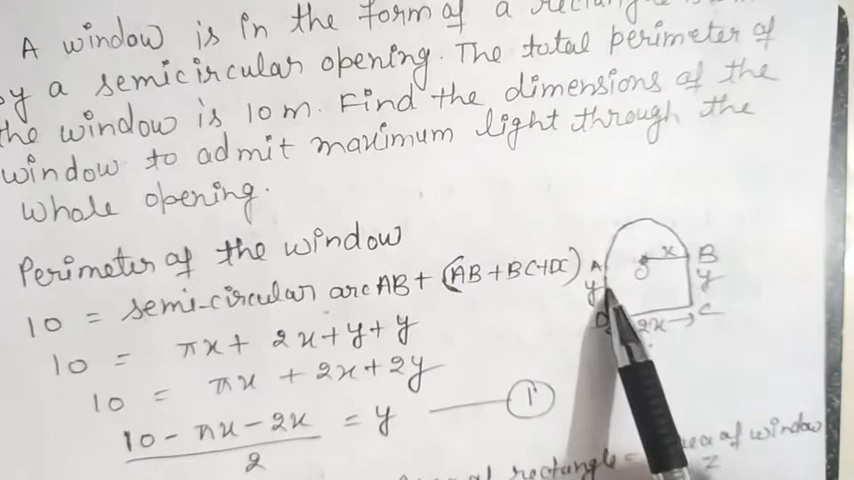 A window is in the form of a rectangle
by a semicircular opening. The total perimeter of
the window is 10 m. Find the dimensions of the
window to admit maximum light through the
whole opening.
Perimeter of the window
10 = semi-circular arc AB + (AB + BC + DC)
10 = πx + 2x + y + y
10 = πx + 2x + 2y
10 - πx - 2x / 2 = y — 1
A x B
y y
2x → C
rectangle = area of window